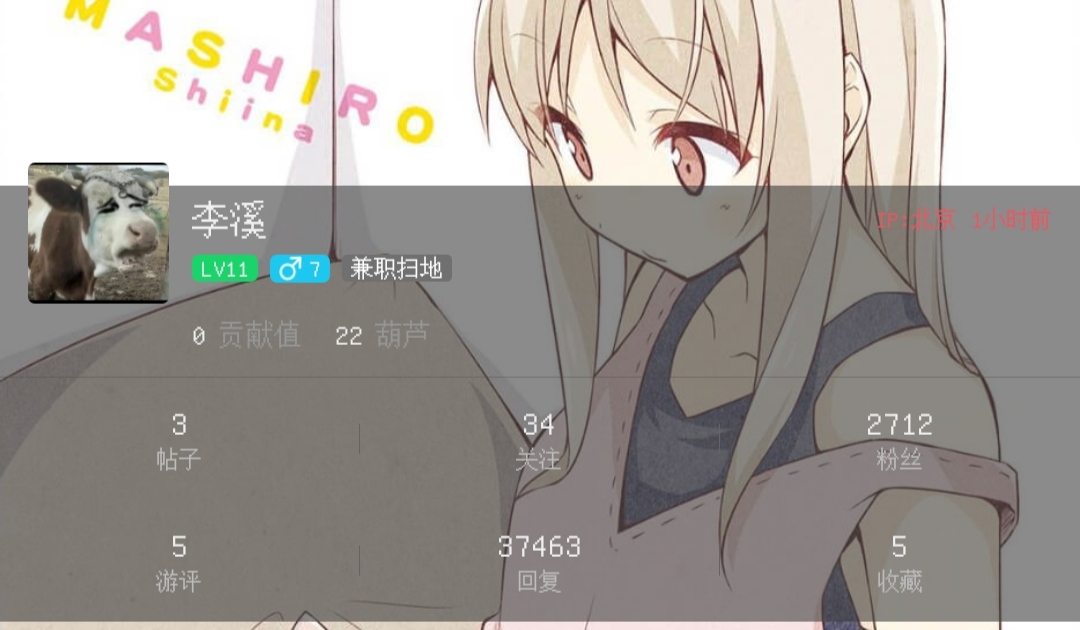 MASHIRO
Shiina
李溪
IP:北京 1小时前
LV11 ♂7 兼职扫地
0 贡献值 22 葫芦
3 34 2712
帖子 关注 粉丝
5 37463 5
游评 回复 收藏